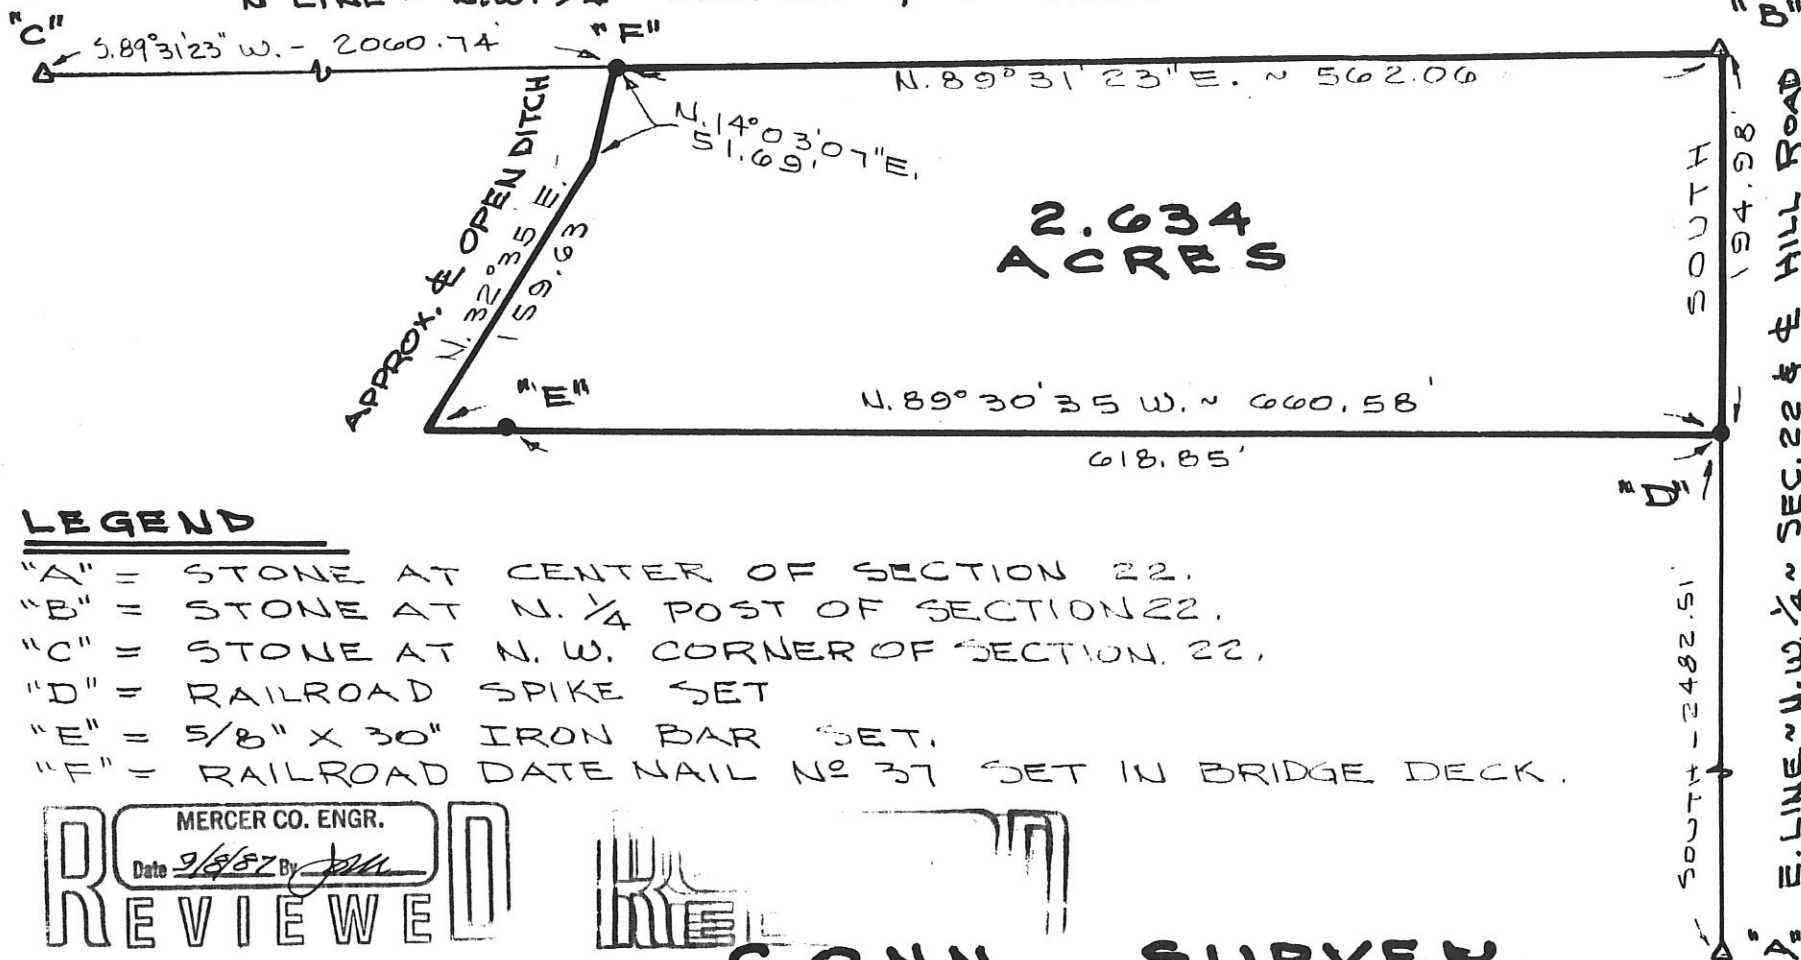 "C"
S.89°31'23" W. - 2060.74'
"F"
"B"
N.89°31'23"E. ~ 562.06
N.14°03'07"E.
51.69'
APPROX. ℄ OPEN DITCH
N. 32°35 E. -
159.63
2.634
ACRES
SOUTH
194.98'
"E"
N.89°30'35 W. ~ 660.58'
618.85'
"D"
E. LINE ~ N.W. ¼ ~ SEC. 22 & ℄ HILL ROAD
SOUTH - 2482.51'
"A"
LEGEND
"A" = STONE AT CENTER OF SECTION 22.
"B" = STONE AT N. ¼ POST OF SECTION 22.
"C" = STONE AT N. W. CORNER OF SECTION. 22.
"D" = RAILROAD SPIKE SET
"E" = 5/8" X 30" IRON BAR SET.
"F" = RAILROAD DATE NAIL Nº 37 SET IN BRIDGE DECK.
MERCER CO. ENGR.
Date 9/8/87 By
REVIEWED
CONN SURVEY